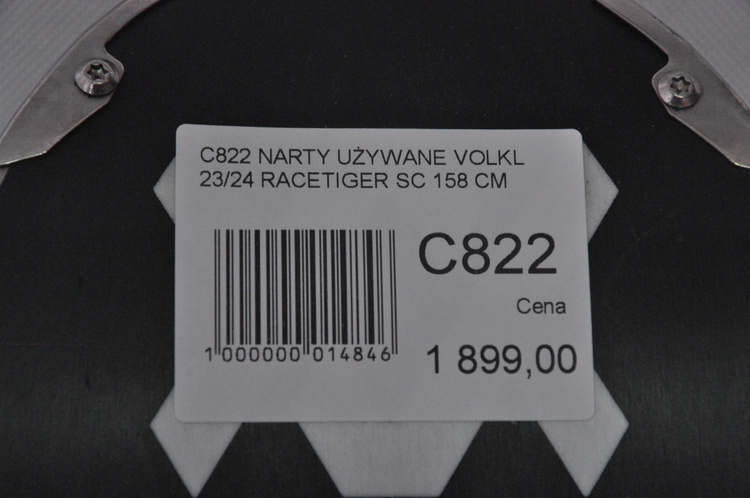 C822 NARTY UŻYWANE VOLKL
23/24 RACETIGER SC 158 CM
C822
Cena
1 000000 014846
1 899,00